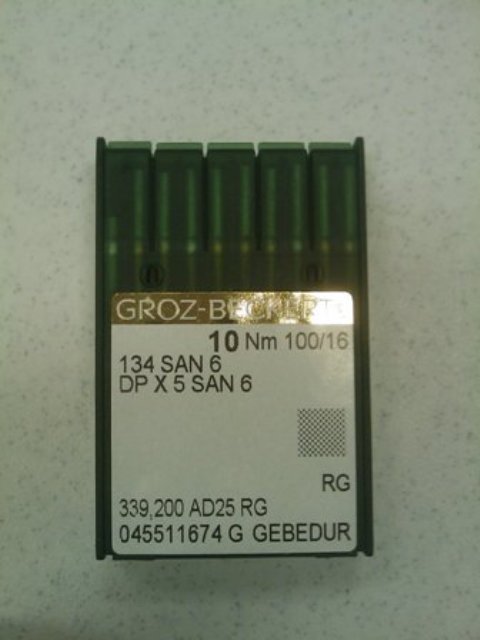 GROZ-BECKERT
10 Nm 100/16
134 SAN 6
DP X 5 SAN 6
RG
339,200 AD25 RG
045511674 G GEBEDUR